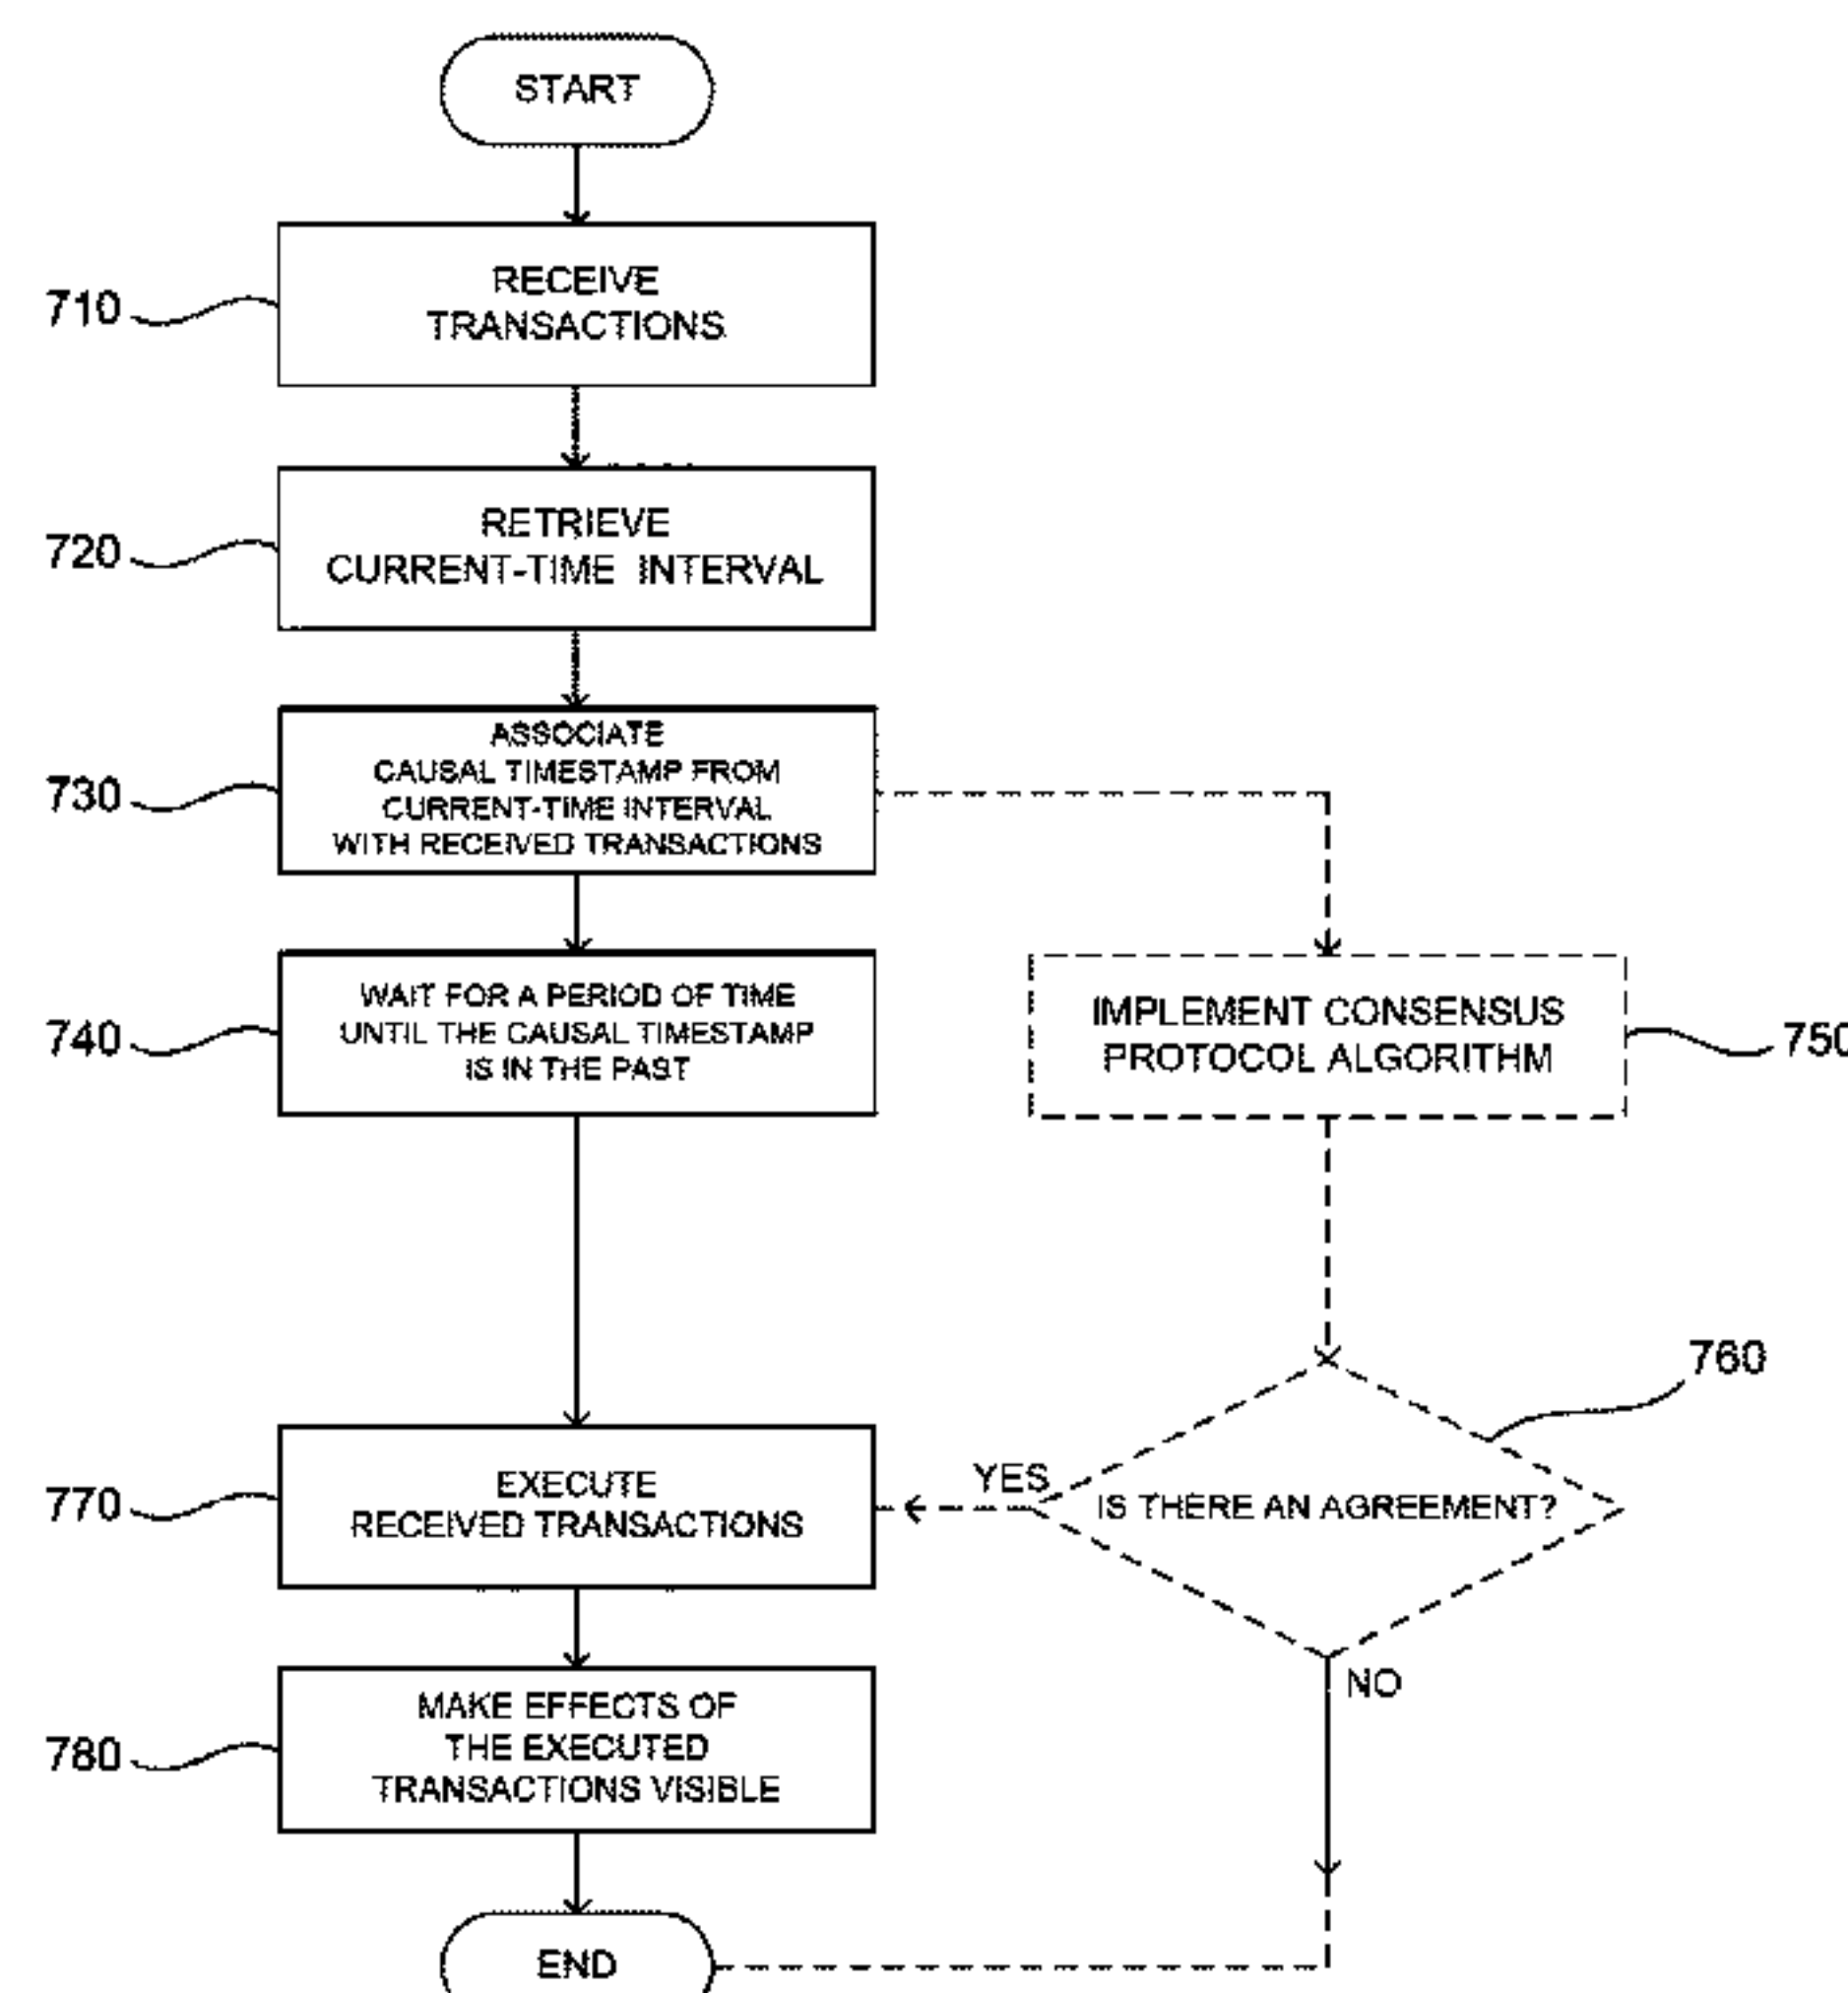 START
710
RECEIVE
TRANSACTIONS
720
RETRIEVE
CURRENT-TIME INTERVAL
730
ASSOCIATE
CAUSAL TIMESTAMP FROM
CURRENT-TIME INTERVAL
WITH RECEIVED TRANSACTIONS
740
WAIT FOR A PERIOD OF TIME
UNTIL THE CAUSAL TIMESTAMP
IS IN THE PAST
IMPLEMENT CONSENSUS
PROTOCOL ALGORITHM
750
760
IS THERE AN AGREEMENT?
YES
NO
770
EXECUTE
RECEIVED TRANSACTIONS
780
MAKE EFFECTS OF
THE EXECUTED
TRANSACTIONS VISIBLE
END